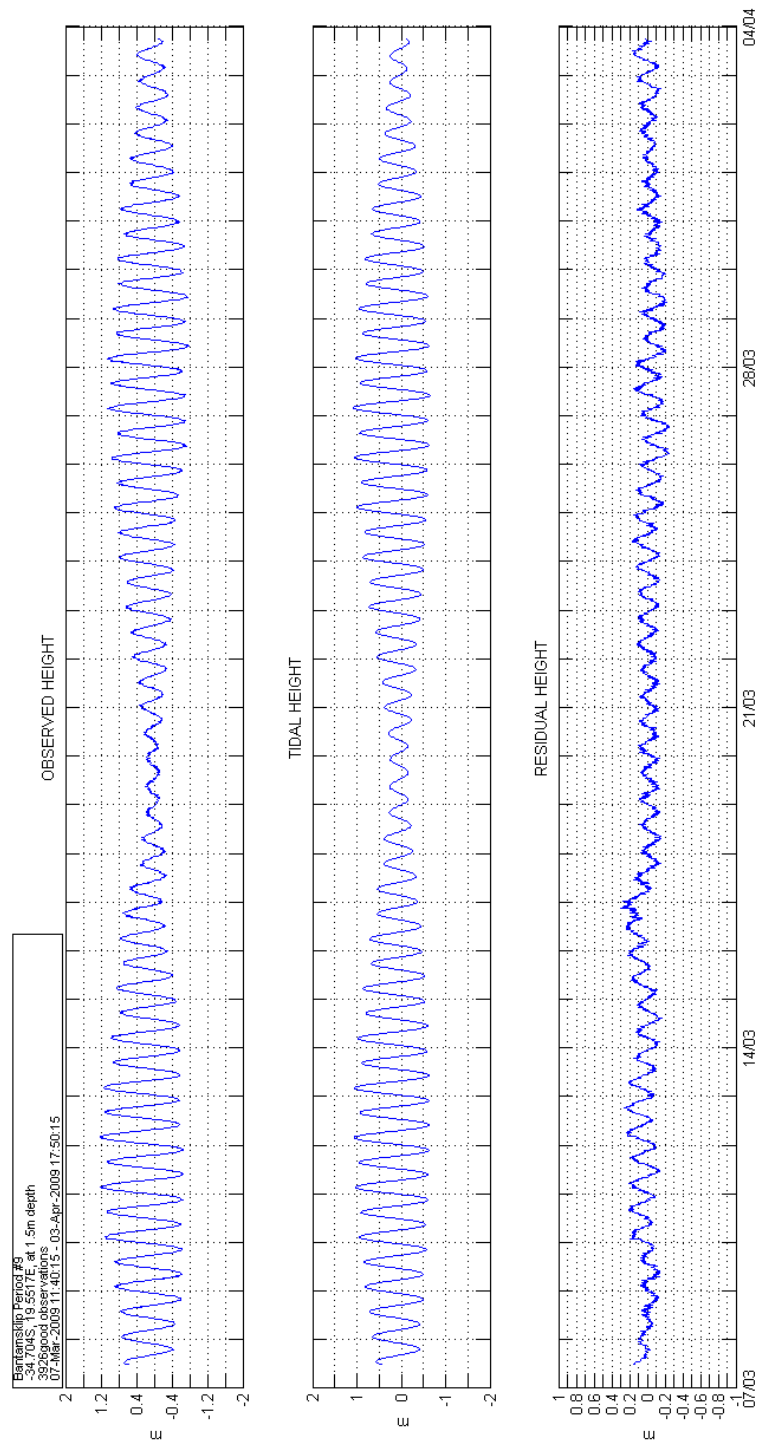 Bantamsklip Period #9
-34.704S, 19.5517E, at 1.5m depth
3926good observations
07-Mar-2009 11:40:15 - 03-Apr-2009 17:50:15
OBSERVED HEIGHT
2
1.2
0.4
-0.4
-1.2
-2
m
TIDAL HEIGHT
2
1
0
-1
-2
m
RESIDUAL HEIGHT
1
0.8
0.6
0.4
0.2
0
-0.2
-0.4
-0.6
-0.8
-1
m
07/03
14/03
21/03
28/03
04/04